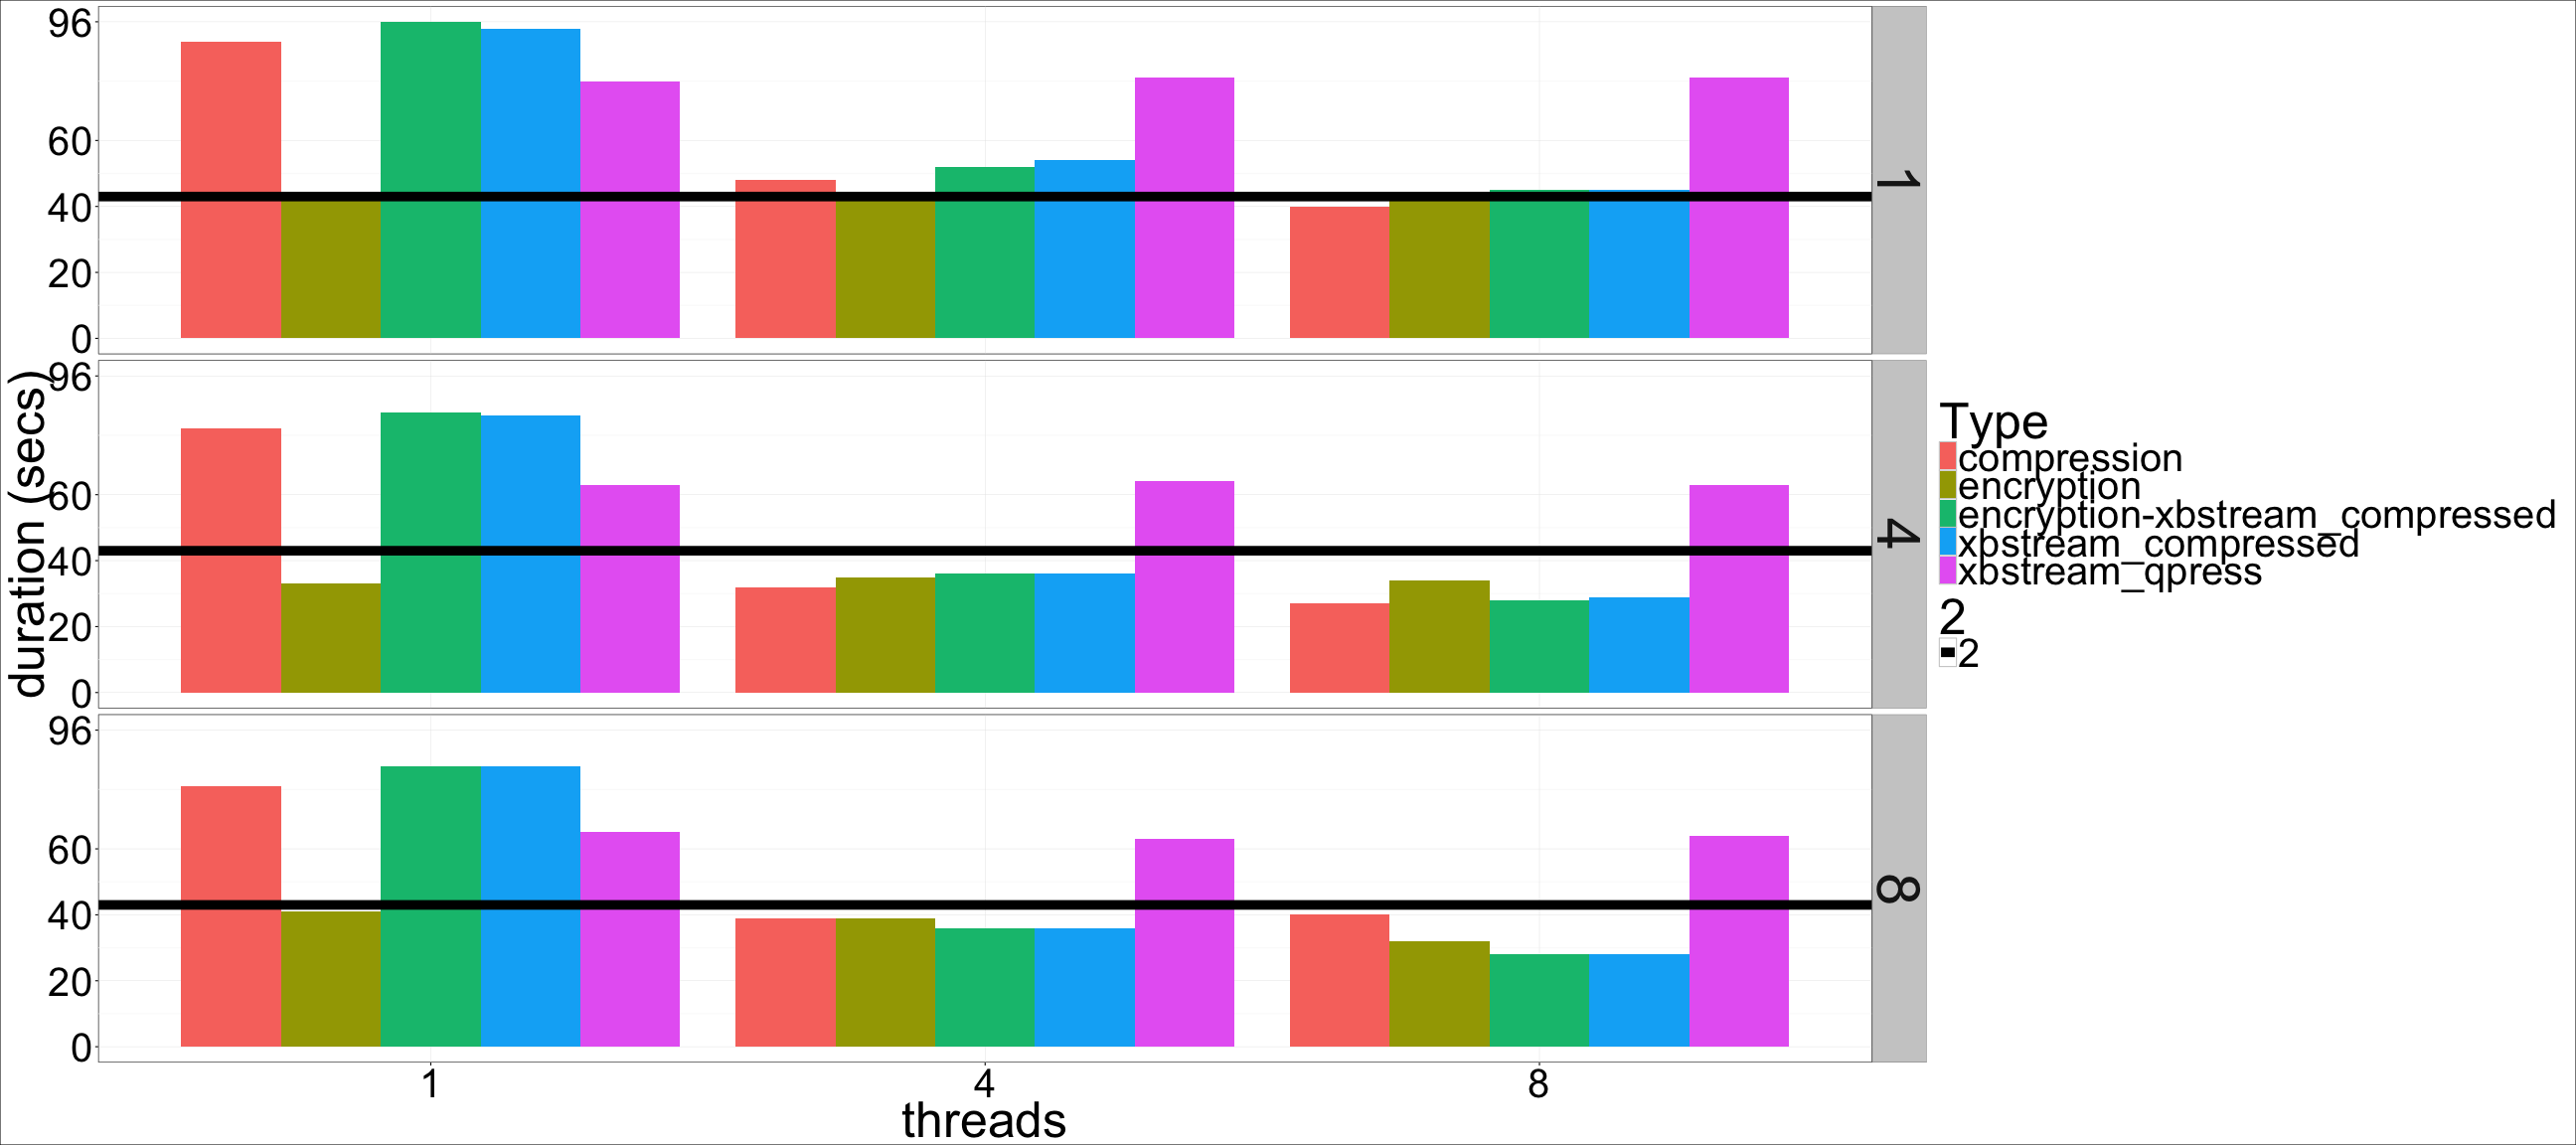 96
60
40
20
0
1
96
60
40
20
0
4
96
60
40
20
0
8
duration (secs)
1 4 8
threads
Type
compression
encryption
encryption-xbstream_compressed
xbstream_compressed
xbstream_qpress
2
2